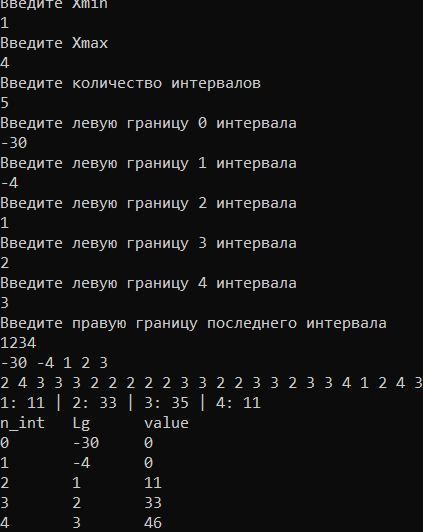 Введите Xmin
1
Введите Xmax
4
Введите количество интервалов
5
Введите левую границу 0 интервала
-30
Введите левую границу 1 интервала
-4
Введите левую границу 2 интервала
1
Введите левую границу 3 интервала
2
Введите левую границу 4 интервала
3
Введите правую границу последнего интервала
1234
-30 -4 1 2 3
2 4 3 3 3 2 2 2 2 2 3 3 2 2 3 3 2 3 3 4 1 2 4 3
1: 11 | 2: 33 | 3: 35 | 4: 11
n_int Lg value
0 -30 0
1 -4 0
2 1 11
3 2 33
4 3 46